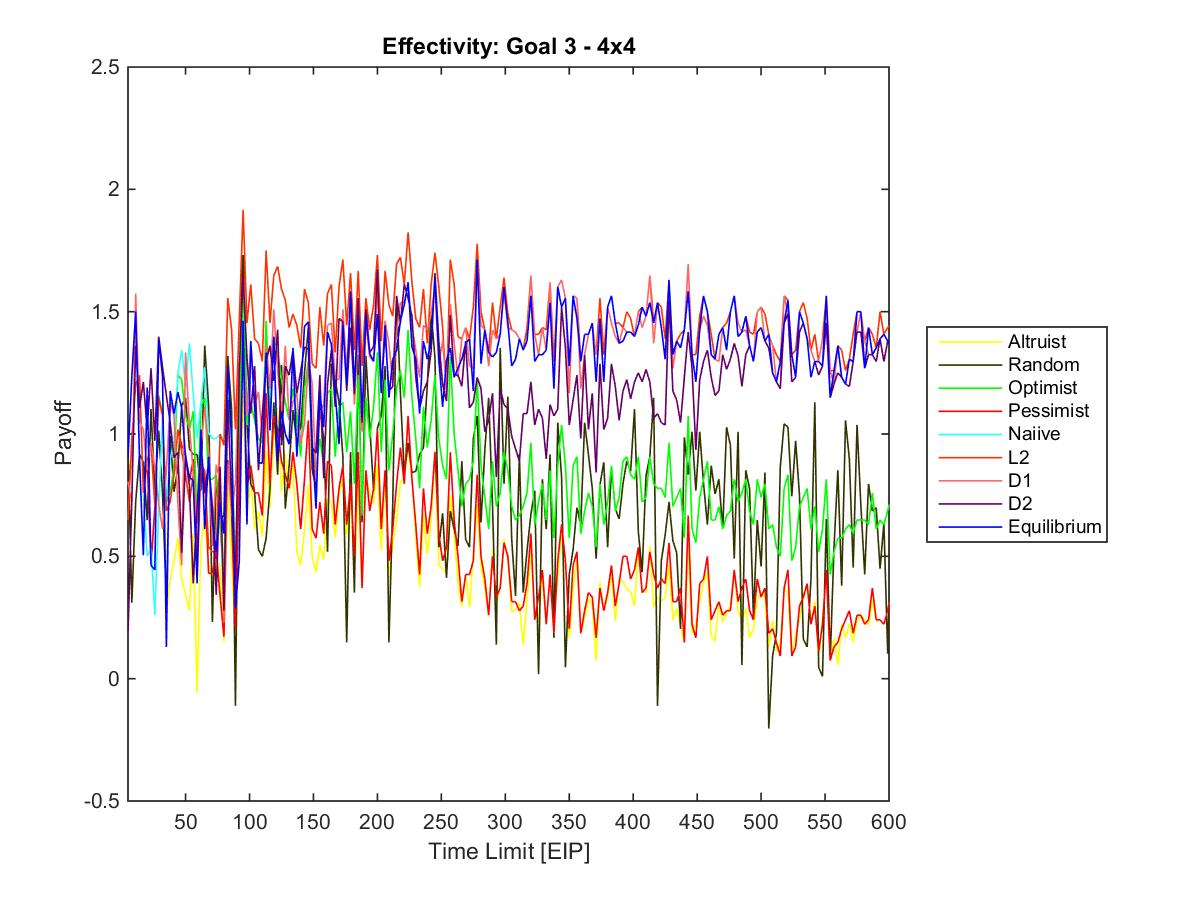 Effectivity: Goal 3 - 4x4
2.5
2
1.5
1
0.5
0
-0.5
Payoff
50 100 150 200 250 300 350 400 450 500 550 600
Time Limit [EIP]
Altruist
Random
Optimist
Pessimist
Naiive
L2
D1
D2
Equilibrium